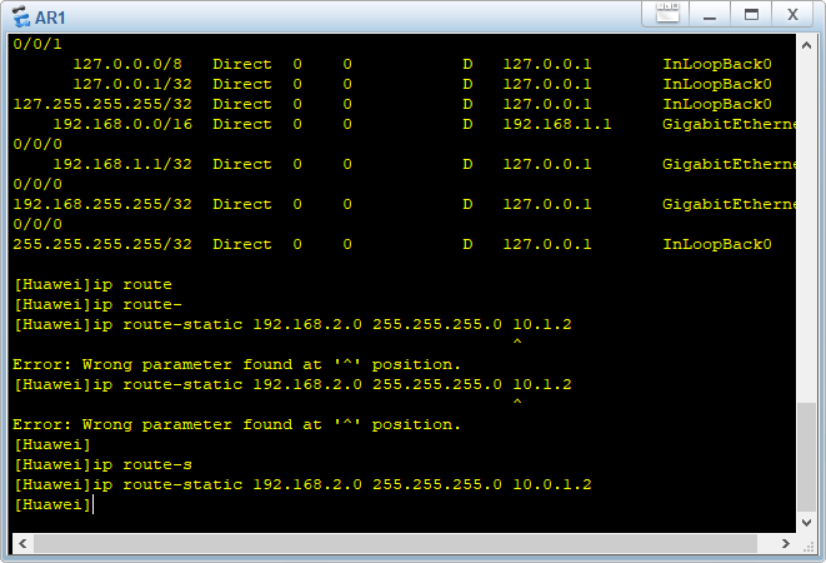 AR1
0/0/1
127.0.0.0/8 Direct 0 0 D 127.0.0.1 InLoopBack0
127.0.0.1/32 Direct 0 0 D 127.0.0.1 InLoopBack0
127.255.255.255/32 Direct 0 0 D 127.0.0.1 InLoopBack0
192.168.0.0/16 Direct 0 0 D 192.168.1.1 GigabitEtherne
0/0/0
192.168.1.1/32 Direct 0 0 D 127.0.0.1 GigabitEtherne
0/0/0
192.168.255.255/32 Direct 0 0 D 127.0.0.1 GigabitEtherne
0/0/0
255.255.255.255/32 Direct 0 0 D 127.0.0.1 InLoopBack0
[Huawei]ip route
[Huawei]ip route-
[Huawei]ip route-static 192.168.2.0 255.255.255.0 10.1.2
^
Error: Wrong parameter found at '^' position.
[Huawei]ip route-static 192.168.2.0 255.255.255.0 10.1.2
^
Error: Wrong parameter found at '^' position.
[Huawei]
[Huawei]ip route-s
[Huawei]ip route-static 192.168.2.0 255.255.255.0 10.0.1.2
[Huawei]